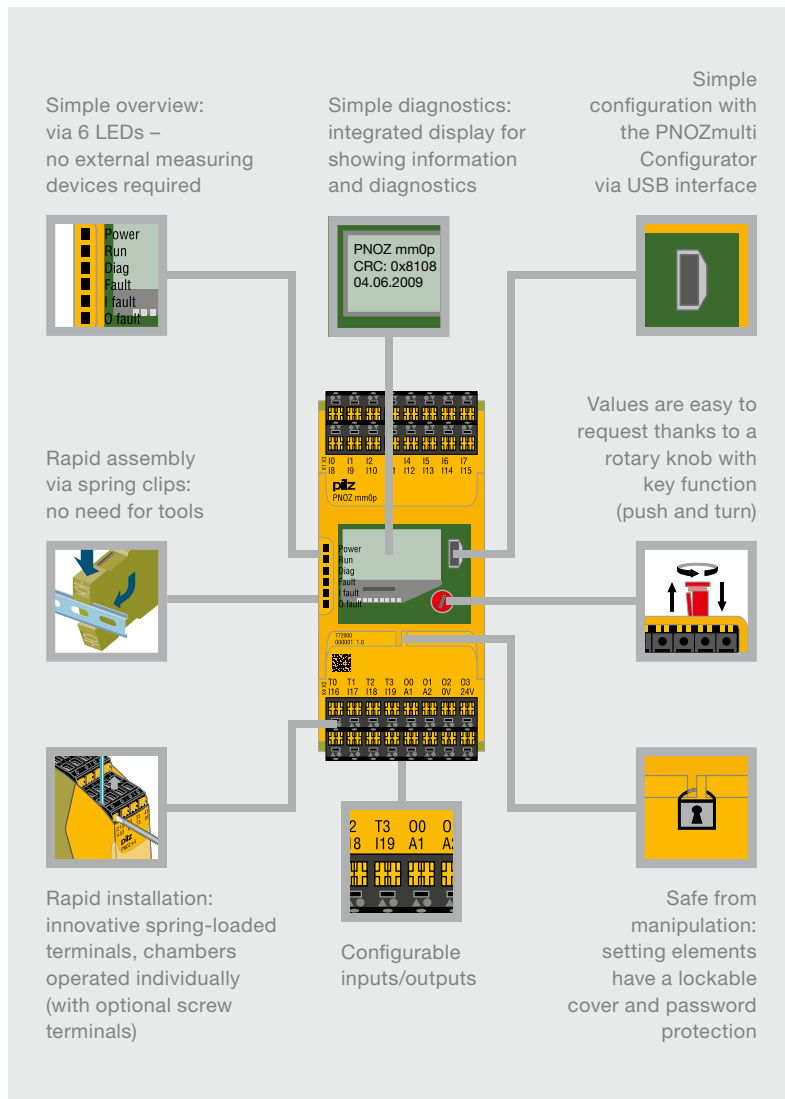 Simple overview:
via 6 LEDs –
no external measuring
devices required
Simple diagnostics:
integrated display for
showing information
and diagnostics
Simple
configuration with
the PNOZmulti
Configurator
via USB interface
Power
Run
Diag
Fault
I fault
O fault
PNOZ mm0p
CRC: 0x8108
04.06.2009
Rapid assembly
via spring clips:
no need for tools
Values are easy to
request thanks to a
rotary knob with
key function
(push and turn)
I0 I1 I2 I4 I5 I6 I7
I8 I9 I10 I12 I13 I14 I15
pilz
PNOZ mm0p
Power
Run
Diag
Fault
I fault
O fault
772000
000001 1.0
T0 T1 T2 T3 O0 O1 O2 O3
I16 I17 I18 I19 A1 A2 0V 24V
pilz
2 T3 O0 O
18 I19 A1 A2
Rapid installation:
innovative spring-loaded
terminals, chambers
operated individually
(with optional screw
terminals)
Configurable
inputs/outputs
Safe from
manipulation:
setting elements
have a lockable
cover and password
protection